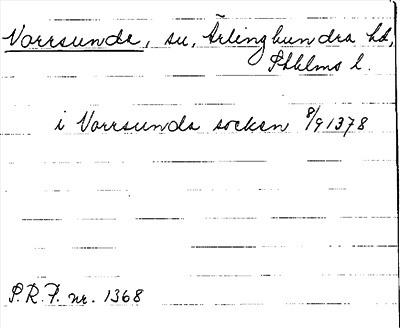 Vorrsunda, sn, Ärlinghundra hd,
Sthlms l.
i Vorrsunda socken 8/9 1378
S.R.P. nr. 1368